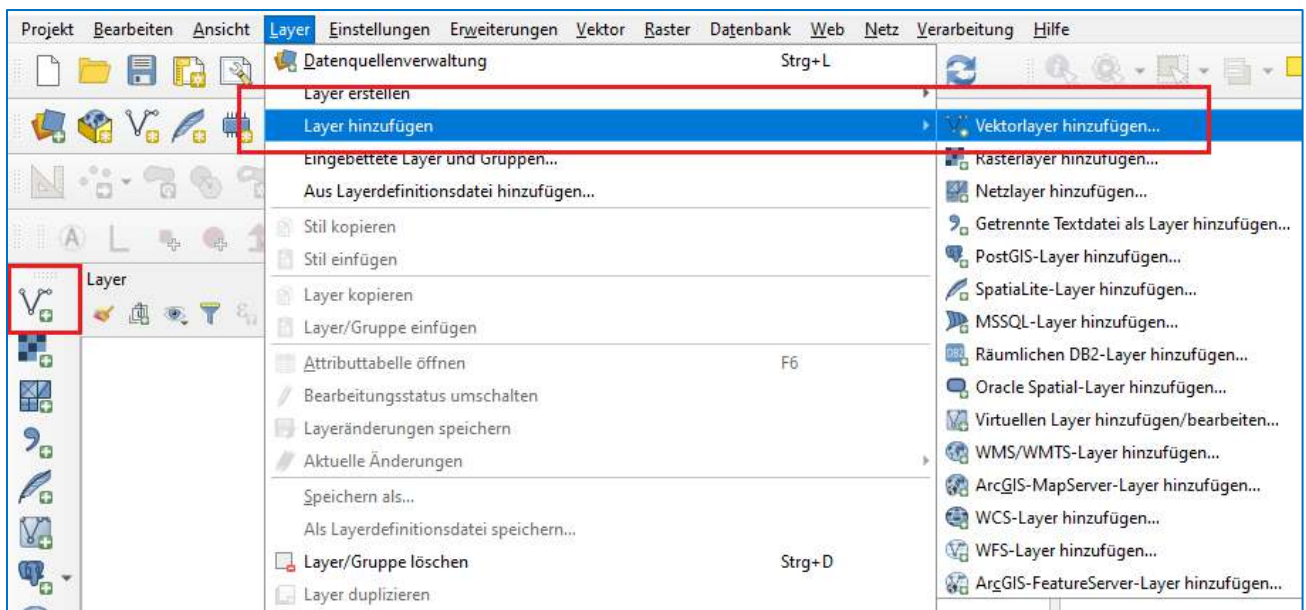 Projekt Bearbeiten Ansicht Layer Einstellungen Erweiterungen Vektor Raster Datenbank Web Netz Verarbeitung Hilfe
Datenquellenverwaltung Strg+L
Layer erstellen
Layer hinzufügen
Eingebettete Layer und Gruppen...
Aus Layerdefinitionsdatei hinzufügen...
Stil kopieren
Stil einfügen
Layer kopieren
Layer/Gruppe einfügen
Attributtabelle öffnen F6
Bearbeitungsstatus umschalten
Layeränderungen speichern
Aktuelle Änderungen
Speichern als...
Als Layerdefinitionsdatei speichern...
Layer/Gruppe löschen Strg+D
Layer duplizieren
Vektorlayer hinzufügen...
Rasterlayer hinzufügen...
Netzlayer hinzufügen...
Getrennte Textdatei als Layer hinzufügen...
PostGIS-Layer hinzufügen...
SpatiaLite-Layer hinzufügen...
MSSQL-Layer hinzufügen...
DB2 Räumlichen DB2-Layer hinzufügen...
Oracle Spatial-Layer hinzufügen...
Virtuellen Layer hinzufügen/bearbeiten...
WMS/WMTS-Layer hinzufügen...
ArcGIS-MapServer-Layer hinzufügen...
WCS-Layer hinzufügen...
WFS-Layer hinzufügen...
ArcGIS-FeatureServer-Layer hinzufügen...
Layer